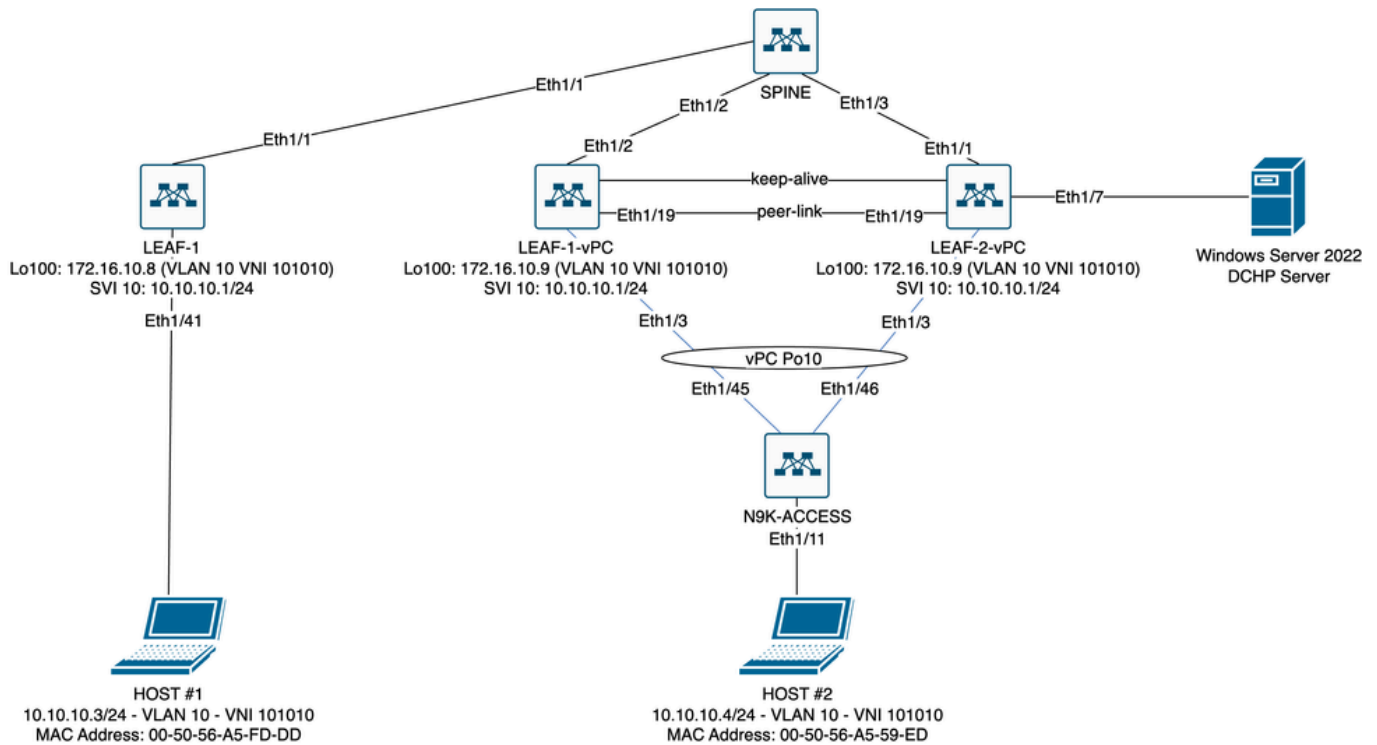 SPINE
Eth1/1
Eth1/2
Eth1/3
Eth1/1
Eth1/2
Eth1/1
keep-alive
Eth1/19
peer-link
Eth1/19
Eth1/7
LEAF-1
Lo100: 172.16.10.8 (VLAN 10 VNI 101010)
SVI 10: 10.10.10.1/24
LEAF-1-vPC
Lo100: 172.16.10.9 (VLAN 10 VNI 101010)
SVI 10: 10.10.10.1/24
LEAF-2-vPC
Lo100: 172.16.10.9 (VLAN 10 VNI 101010)
SVI 10: 10.10.10.1/24
Windows Server 2022
DCHP Server
Eth1/41
Eth1/3
Eth1/3
vPC Po10
Eth1/45
Eth1/46
N9K-ACCESS
Eth1/11
HOST #1
10.10.10.3/24 - VLAN 10 - VNI 101010
MAC Address: 00-50-56-A5-FD-DD
HOST #2
10.10.10.4/24 - VLAN 10 - VNI 101010
MAC Address: 00-50-56-A5-59-ED